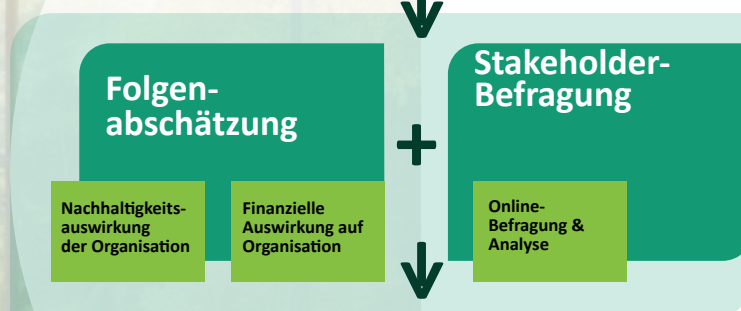 Folgen-
abschätzung
Nachhaltigkeits-
auswirkung
der Organisation
Finanzielle
Auswirkung auf
Organisation
+
Stakeholder-
Befragung
Online-
Befragung &
Analyse